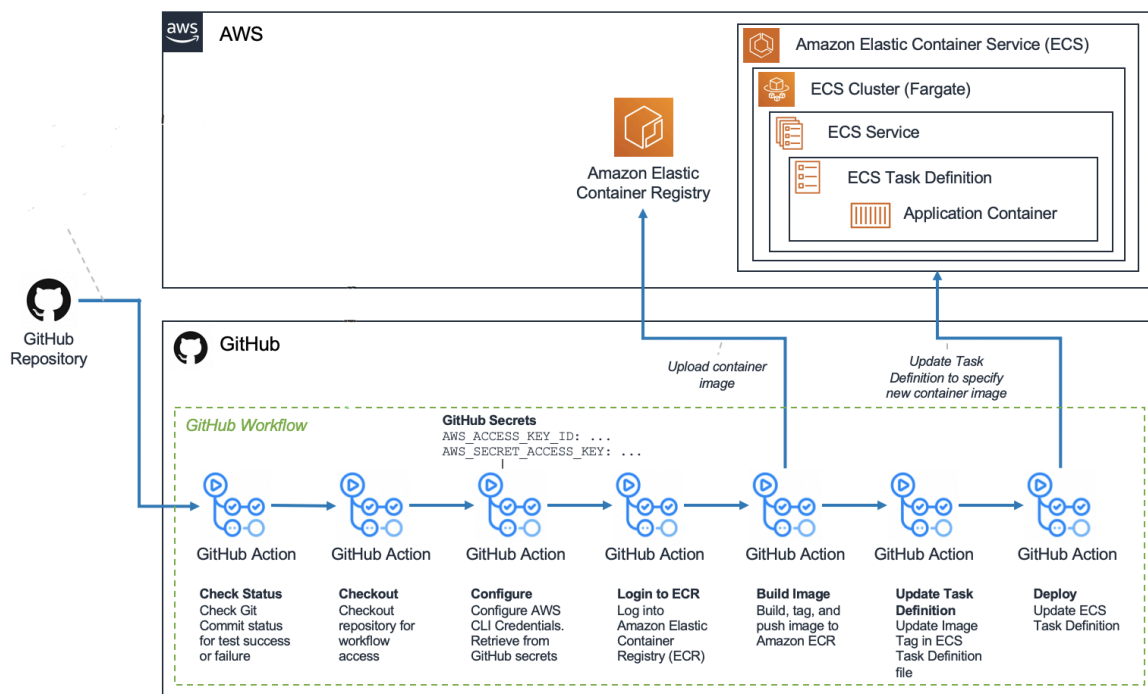 aws
AWS
Amazon Elastic Container Service (ECS)
ECS Cluster (Fargate)
ECS Service
ECS Task Definition
Application Container
Amazon Elastic
Container Registry
GitHub
Repository
GitHub
Upload container
image
Update Task
Definition to specify
new container image
GitHub Workflow
GitHub Secrets
AWS_ACCESS_KEY_ID: ...
AWS_SECRET_ACCESS_KEY: ...
GitHub Action
Check Status
Check Git
Commit status
for test success
or failure
GitHub Action
Checkout
Checkout
repository for
workflow
access
GitHub Action
Configure
Configure AWS
CLI Credentials.
Retrieve from
GitHub secrets
GitHub Action
Login to ECR
Log into
Amazon Elastic
Container
Registry (ECR)
GitHub Action
Build Image
Build, tag, and
push image to
Amazon ECR
GitHub Action
Update Task
Definition
Update Image
Tag in ECS
Task Definition
file
GitHub Action
Deploy
Update ECS
Task Definition